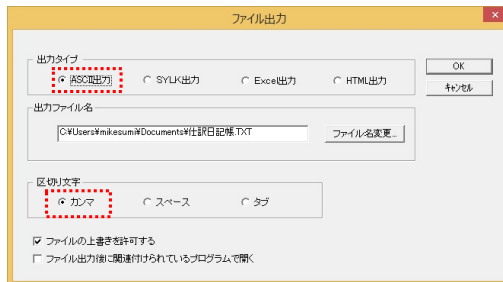 ファイル出力
×
出力タイプ
ASCII出力 SYLK出力 Excel出力 HTML出力
OK
キャンセル
出力ファイル名
C:¥Users¥mikesumi¥Documents¥仕訳日記帳.TXT ファイル名変更...
区切り文字
カンマ スペース タブ
ファイルの上書きを許可する
ファイル出力後に関連付けられているプログラムで開く